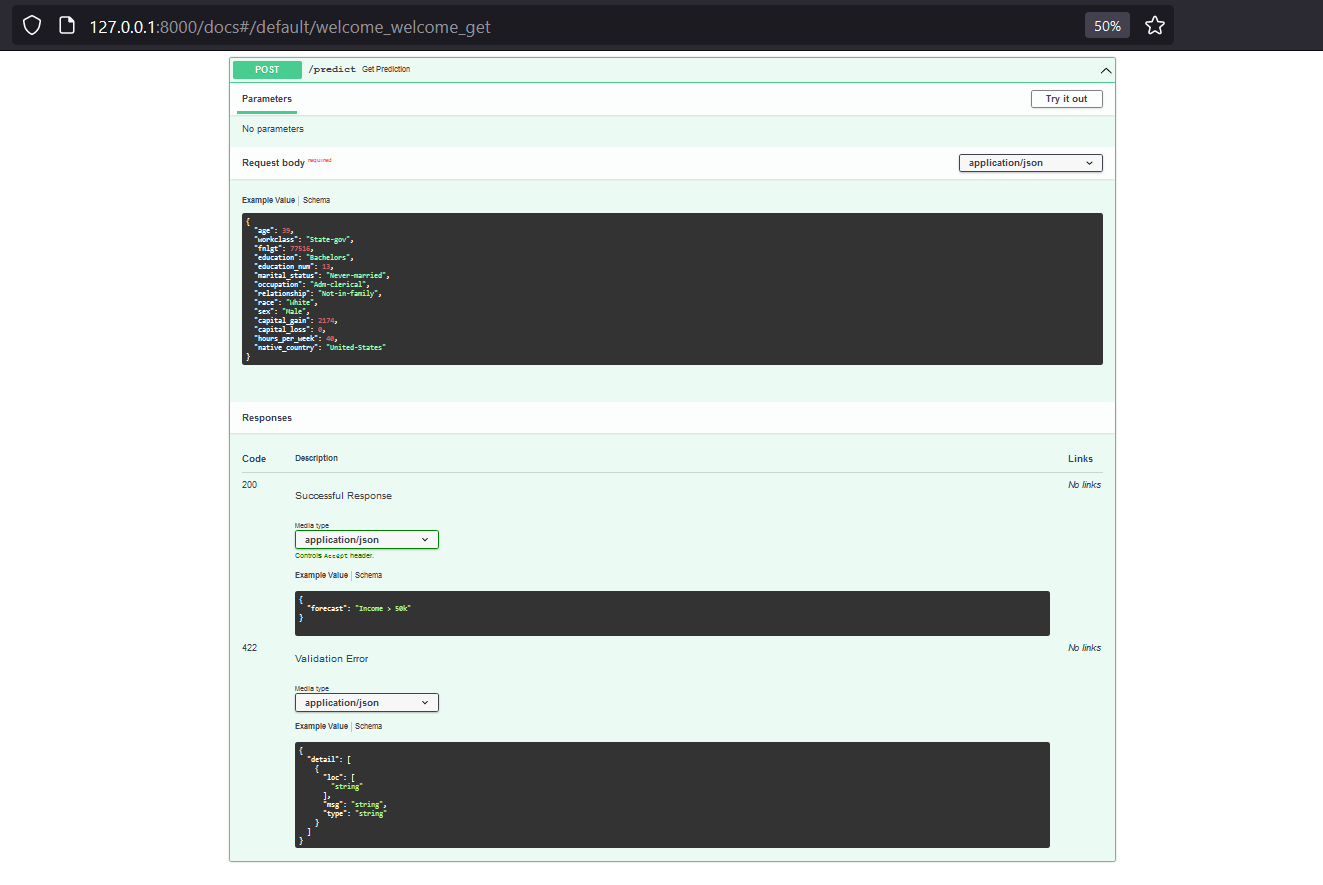 127.0.0.1:8000/docs#/default/welcome_welcome_get 50%
POST /predict Get Prediction
Parameters Try it out
No parameters
Request body required application/json
Example Value | Schema
{
  "age": 39,
  "workclass": "State-gov",
  "fnlgt": 77516,
  "education": "Bachelors",
  "education_num": 13,
  "marital_status": "Never-married",
  "occupation": "Adm-clerical",
  "relationship": "Not-in-family",
  "race": "White",
  "sex": "Male",
  "capital_gain": 2174,
  "capital_loss": 0,
  "hours_per_week": 40,
  "native_country": "United-States"
}
Responses
Code Description Links
200 No links
Successful Response
Media type
application/json
Controls Accept header.
Example Value | Schema
{
  "forecast": "Income > 50k"
}
422 No links
Validation Error
Media type
application/json
Example Value | Schema
{
  "detail": [
    {
      "loc": [
        "string"
      ],
      "msg": "string",
      "type": "string"
    }
  ]
}